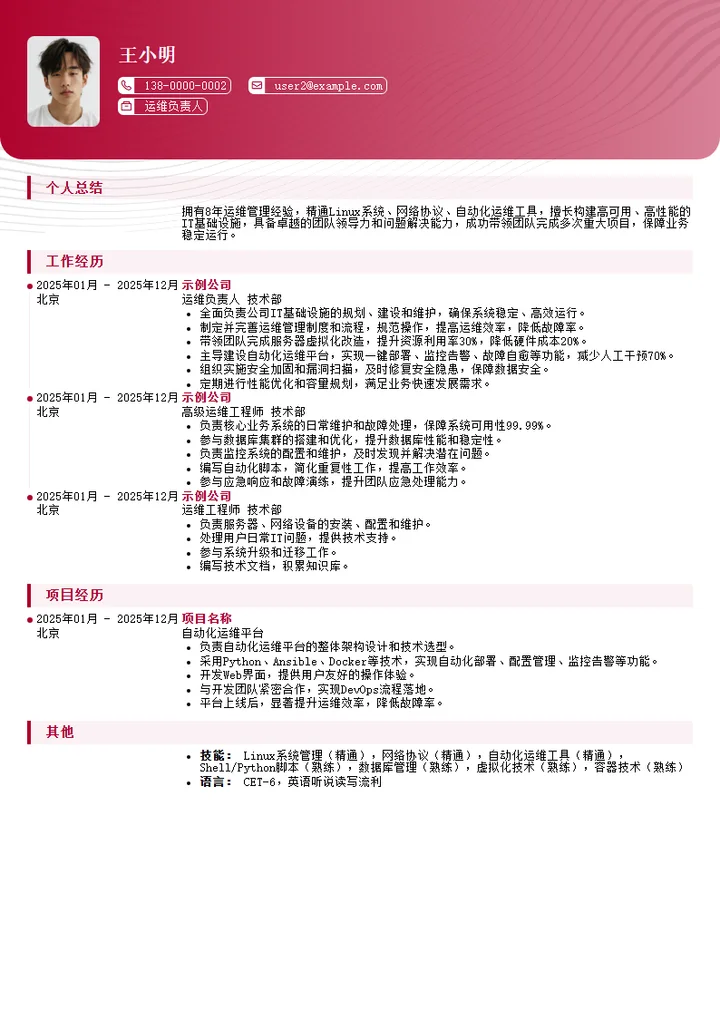 王小明
138-0000-0002
user2@example.com
运维负责人
个人总结
拥有8年运维管理经验，精通Linux系统、网络协议、自动化运维工具，擅长构建高可用、高性能的
IT基础设施，具备卓越的团队领导力和问题解决能力，成功带领团队完成多次重大项目，保障业务
稳定运行。
工作经历
2025年01月 - 2025年12月 示例公司
北京
运维负责人 技术部
• 全面负责公司IT基础设施的规划、建设和维护，确保系统稳定、高效运行。
• 制定并完善运维管理制度和流程，规范操作，提高运维效率，降低故障率。
• 带领团队完成服务器虚拟化改造，提升资源利用率30%，降低硬件成本20%。
• 主导建设自动化运维平台，实现一键部署、监控告警、故障自愈等功能，减少人工干预70%。
• 组织实施安全加固和漏洞扫描，及时修复安全隐患，保障数据安全。
• 定期进行性能优化和容量规划，满足业务快速发展需求。
2025年01月 - 2025年12月 示例公司
北京
高级运维工程师 技术部
• 负责核心业务系统的日常维护和故障处理，保障系统可用性99.99%。
• 参与数据库集群的搭建和优化，提升数据库性能和稳定性。
• 负责监控系统的配置和维护，及时发现并解决潜在问题。
• 编写自动化脚本，简化重复性工作，提高工作效率。
• 参与应急响应和故障演练，提升团队应急处理能力。
2025年01月 - 2025年12月 示例公司
北京
运维工程师 技术部
• 负责服务器、网络设备的安装、配置和维护。
• 处理用户日常IT问题，提供技术支持。
• 参与系统升级和迁移工作。
• 编写技术文档，积累知识库。
项目经历
2025年01月 - 2025年12月 项目名称
北京
自动化运维平台
• 负责自动化运维平台的整体架构设计和技术选型。
• 采用Python、Ansible、Docker等技术，实现自动化部署、配置管理、监控告警等功能。
• 开发Web界面，提供用户友好的操作体验。
• 与开发团队紧密合作，实现DevOps流程落地。
• 平台上线后，显著提升运维效率，降低故障率。
其他
• 技能： Linux系统管理（精通），网络协议（精通），自动化运维工具（精通），
Shell/Python脚本（熟练），数据库管理（熟练），虚拟化技术（熟练），容器技术（熟练）
• 语言： CET-6，英语听说读写流利